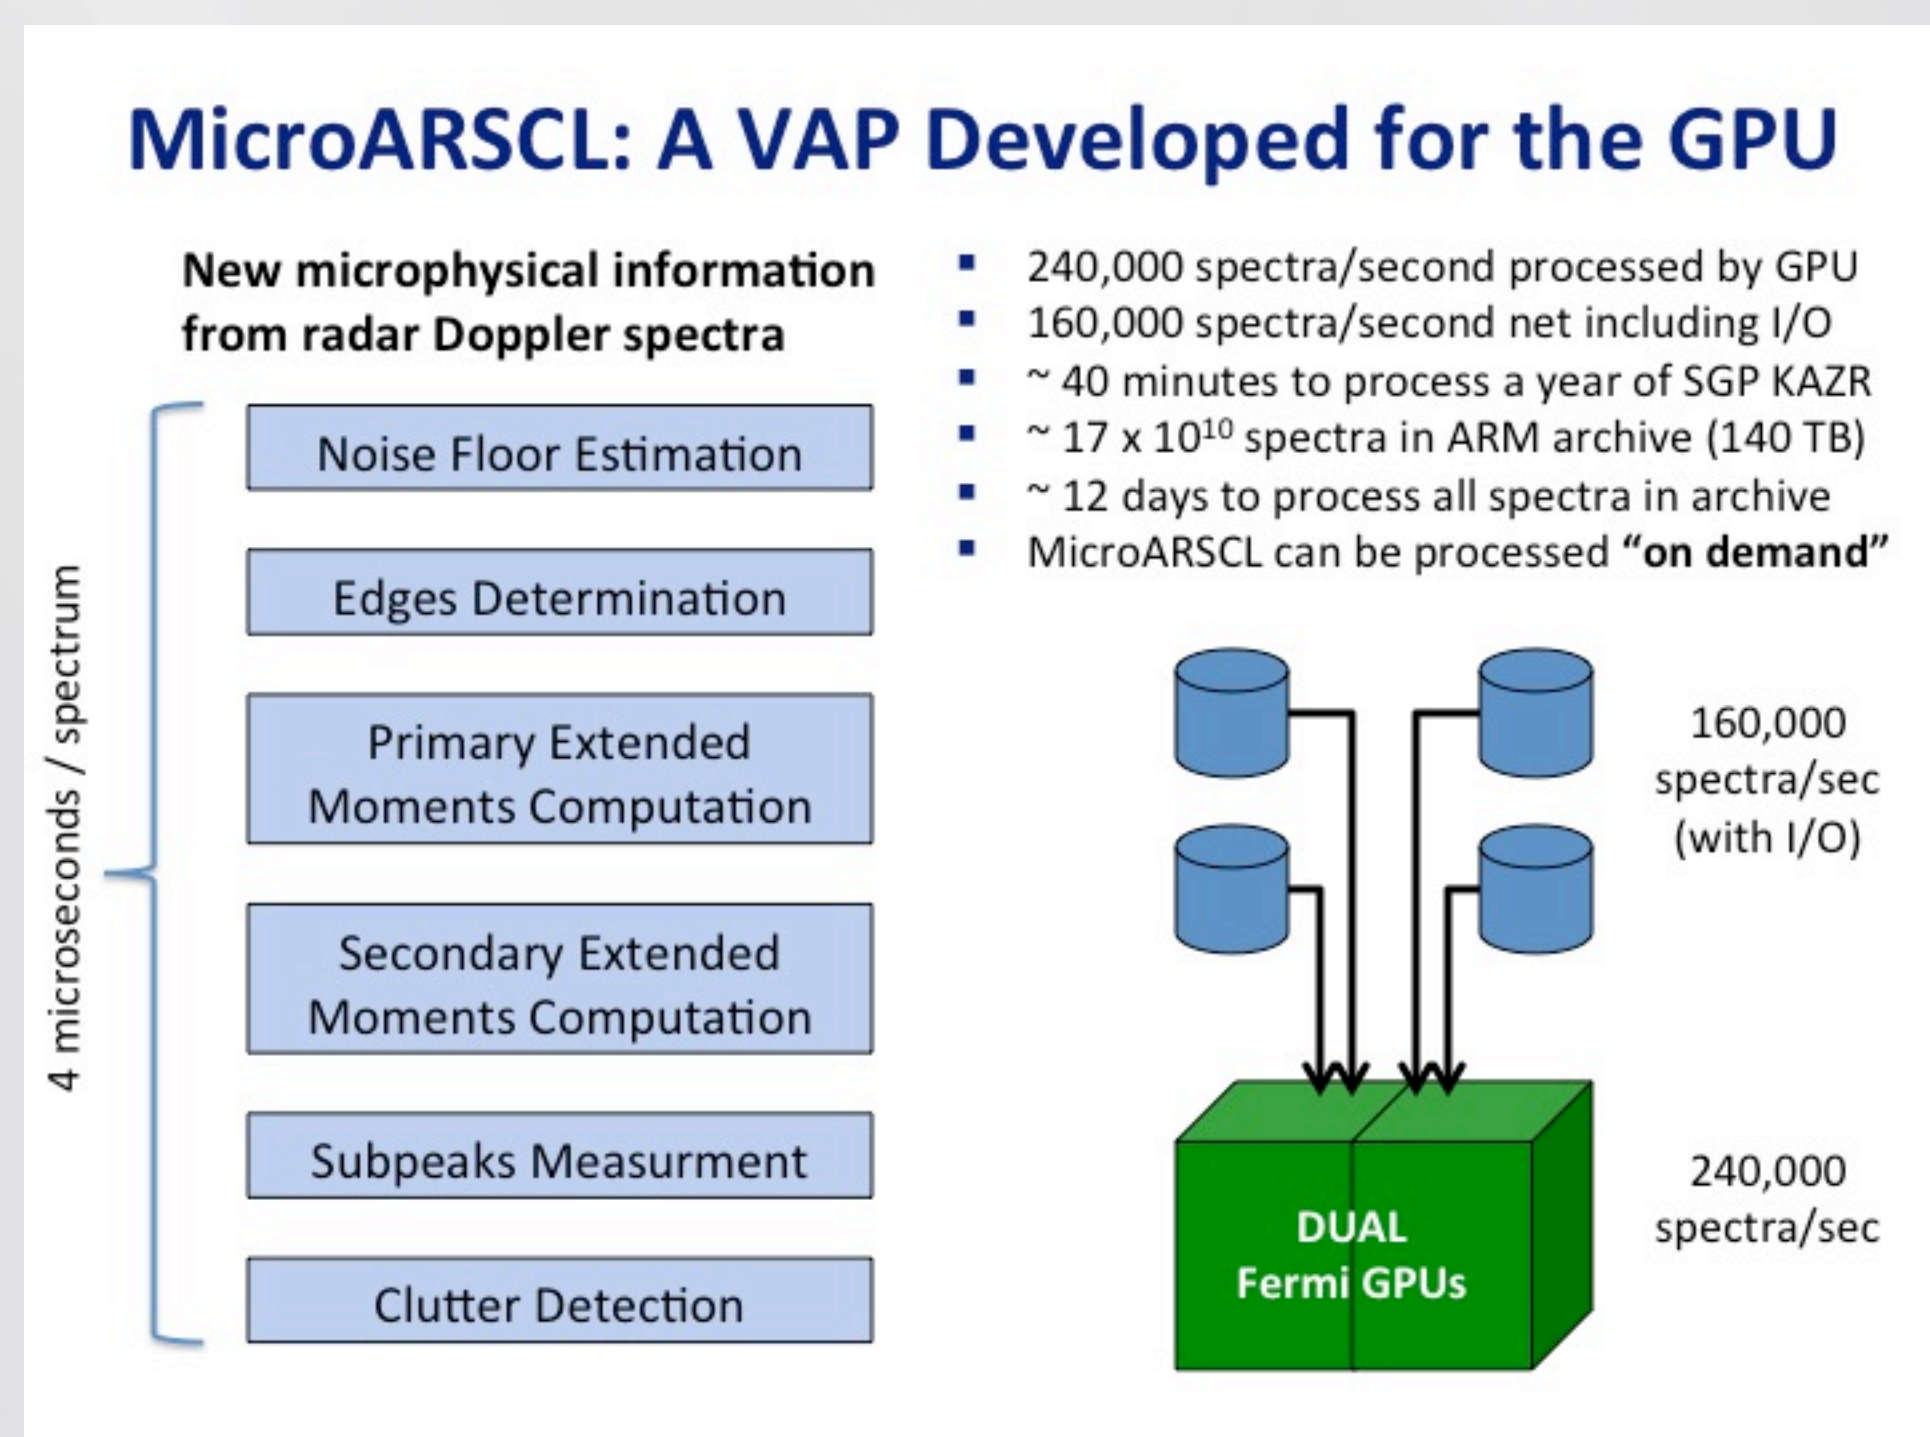 MicroARSCL: A VAP Developed for the GPU
New microphysical information
from radar Doppler spectra
4 microseconds / spectrum
Noise Floor Estimation
Edges Determination
Primary Extended
Moments Computation
Secondary Extended
Moments Computation
Subpeaks Measurment
Clutter Detection
▪ 240,000 spectra/second processed by GPU
▪ 160,000 spectra/second net including I/O
▪ ~ 40 minutes to process a year of SGP KAZR
▪ ~ 17 x 10¹⁰ spectra in ARM archive (140 TB)
▪ ~ 12 days to process all spectra in archive
▪ MicroARSCL can be processed “on demand”
160,000
spectra/sec
(with I/O)
DUAL
Fermi GPUs
240,000
spectra/sec